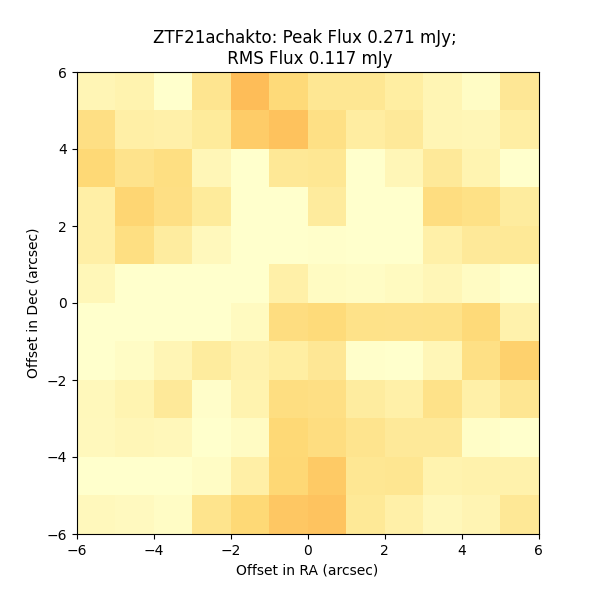 ZTF21achakto: Peak Flux 0.271 mJy;
RMS Flux 0.117 mJy
6
4
2
0
−2
−4
−6
Offset in Dec (arcsec)
−6 −4 −2 0 2 4 6
Offset in RA (arcsec)